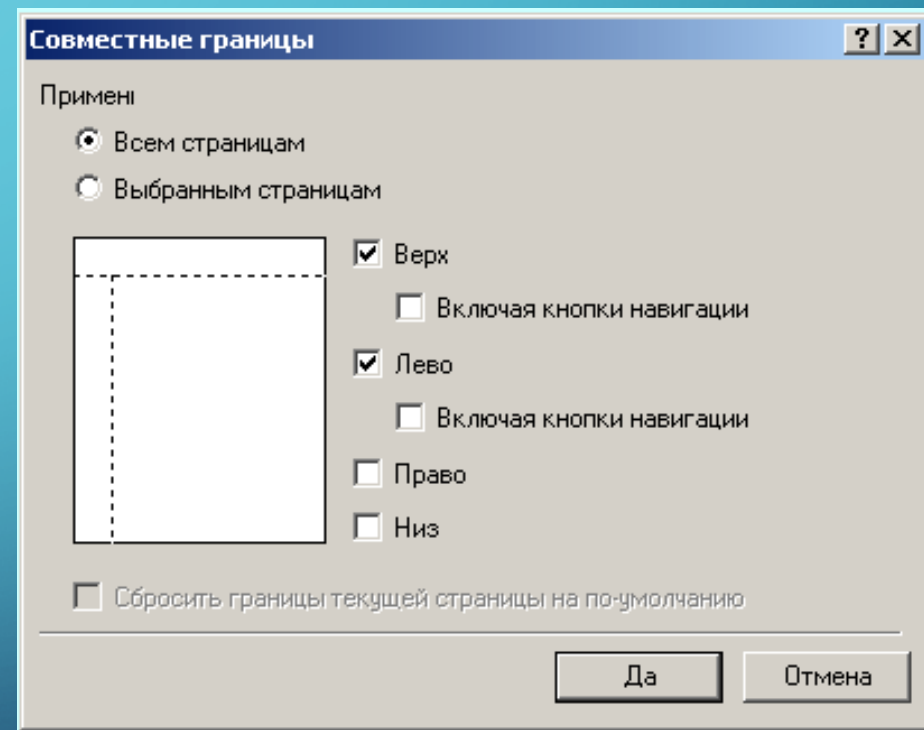 Совместные границы
Примені
Всем страницам
Выбранным страницам
Верх
Включая кнопки навигации
Лево
Включая кнопки навигации
Право
Низ
Сбросить границы текущей страницы на по-умолчанию
Да
Отмена